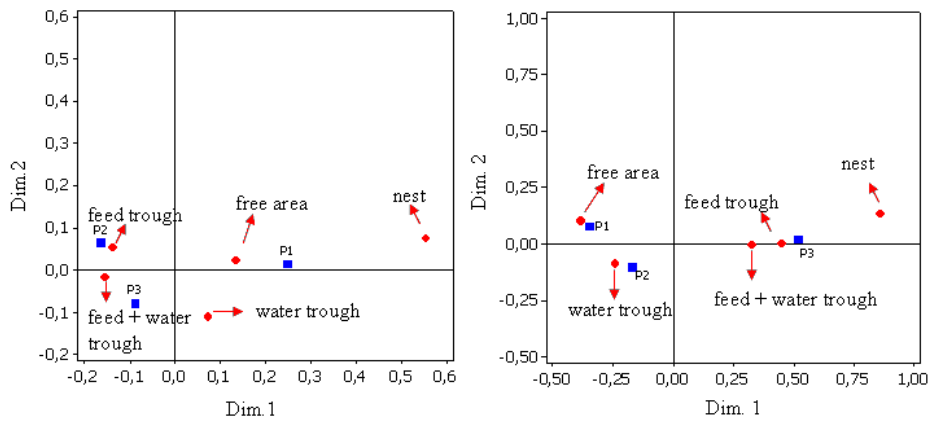 0,6
0,5
0,4
0,3
0,2
0,1
0,0
-0,1
-0,2
Dim.2
feed trough
P2
free area
nest
P1
P3
feed + water
trough
water trough
-0,2 -0,1 0,0 0,1 0,2 0,3 0,4 0,5 0,6
Dim.1
1,00
0,75
0,50
0,25
0,00
-0,25
-0,50
Dim. 2
free area
nest
feed trough
P1
P3
P2
water trough
feed + water trough
-0,50 -0,25 0,00 0,25 0,50 0,75 1,00
Dim. 1